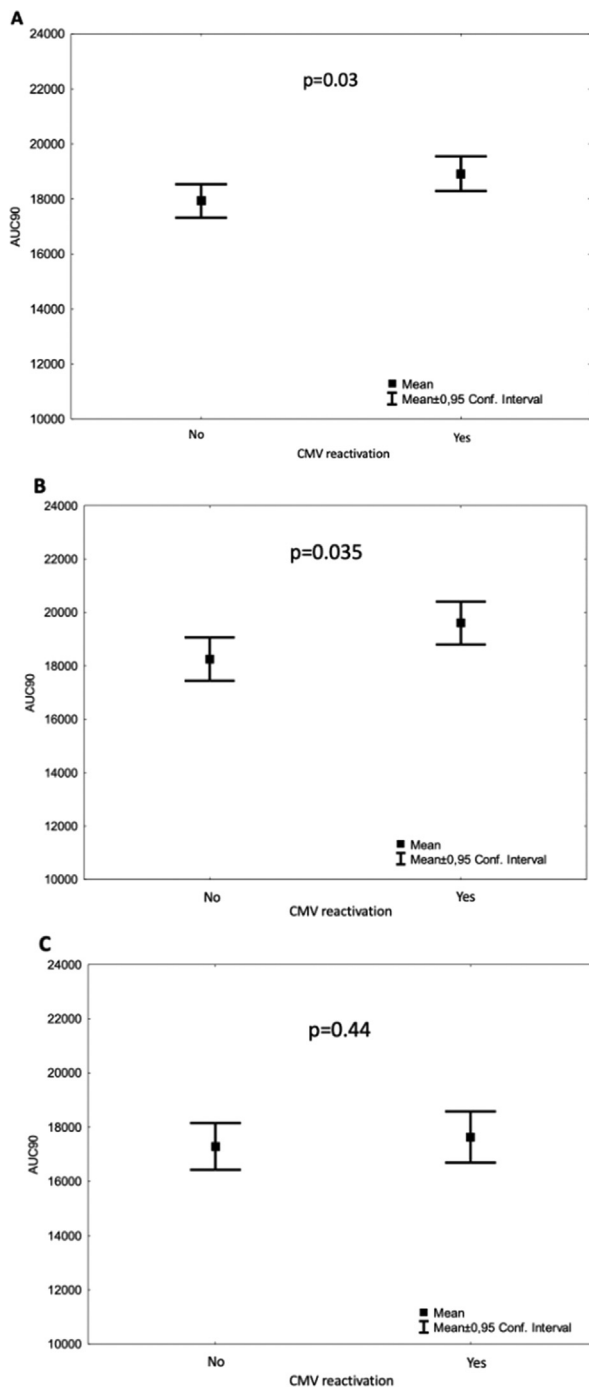 A
24000
22000
20000
18000
16000
14000
12000
10000
AUC90
p=0.03
Mean
Mean±0,95 Conf. Interval
No
Yes
CMV reactivation
B
24000
22000
20000
18000
16000
14000
12000
10000
AUC90
p=0.035
Mean
Mean±0,95 Conf. Interval
No
Yes
CMV reactivation
C
24000
22000
20000
18000
16000
14000
12000
10000
AUC90
p=0.44
Mean
Mean±0,95 Conf. Interval
No
Yes
CMV reactivation